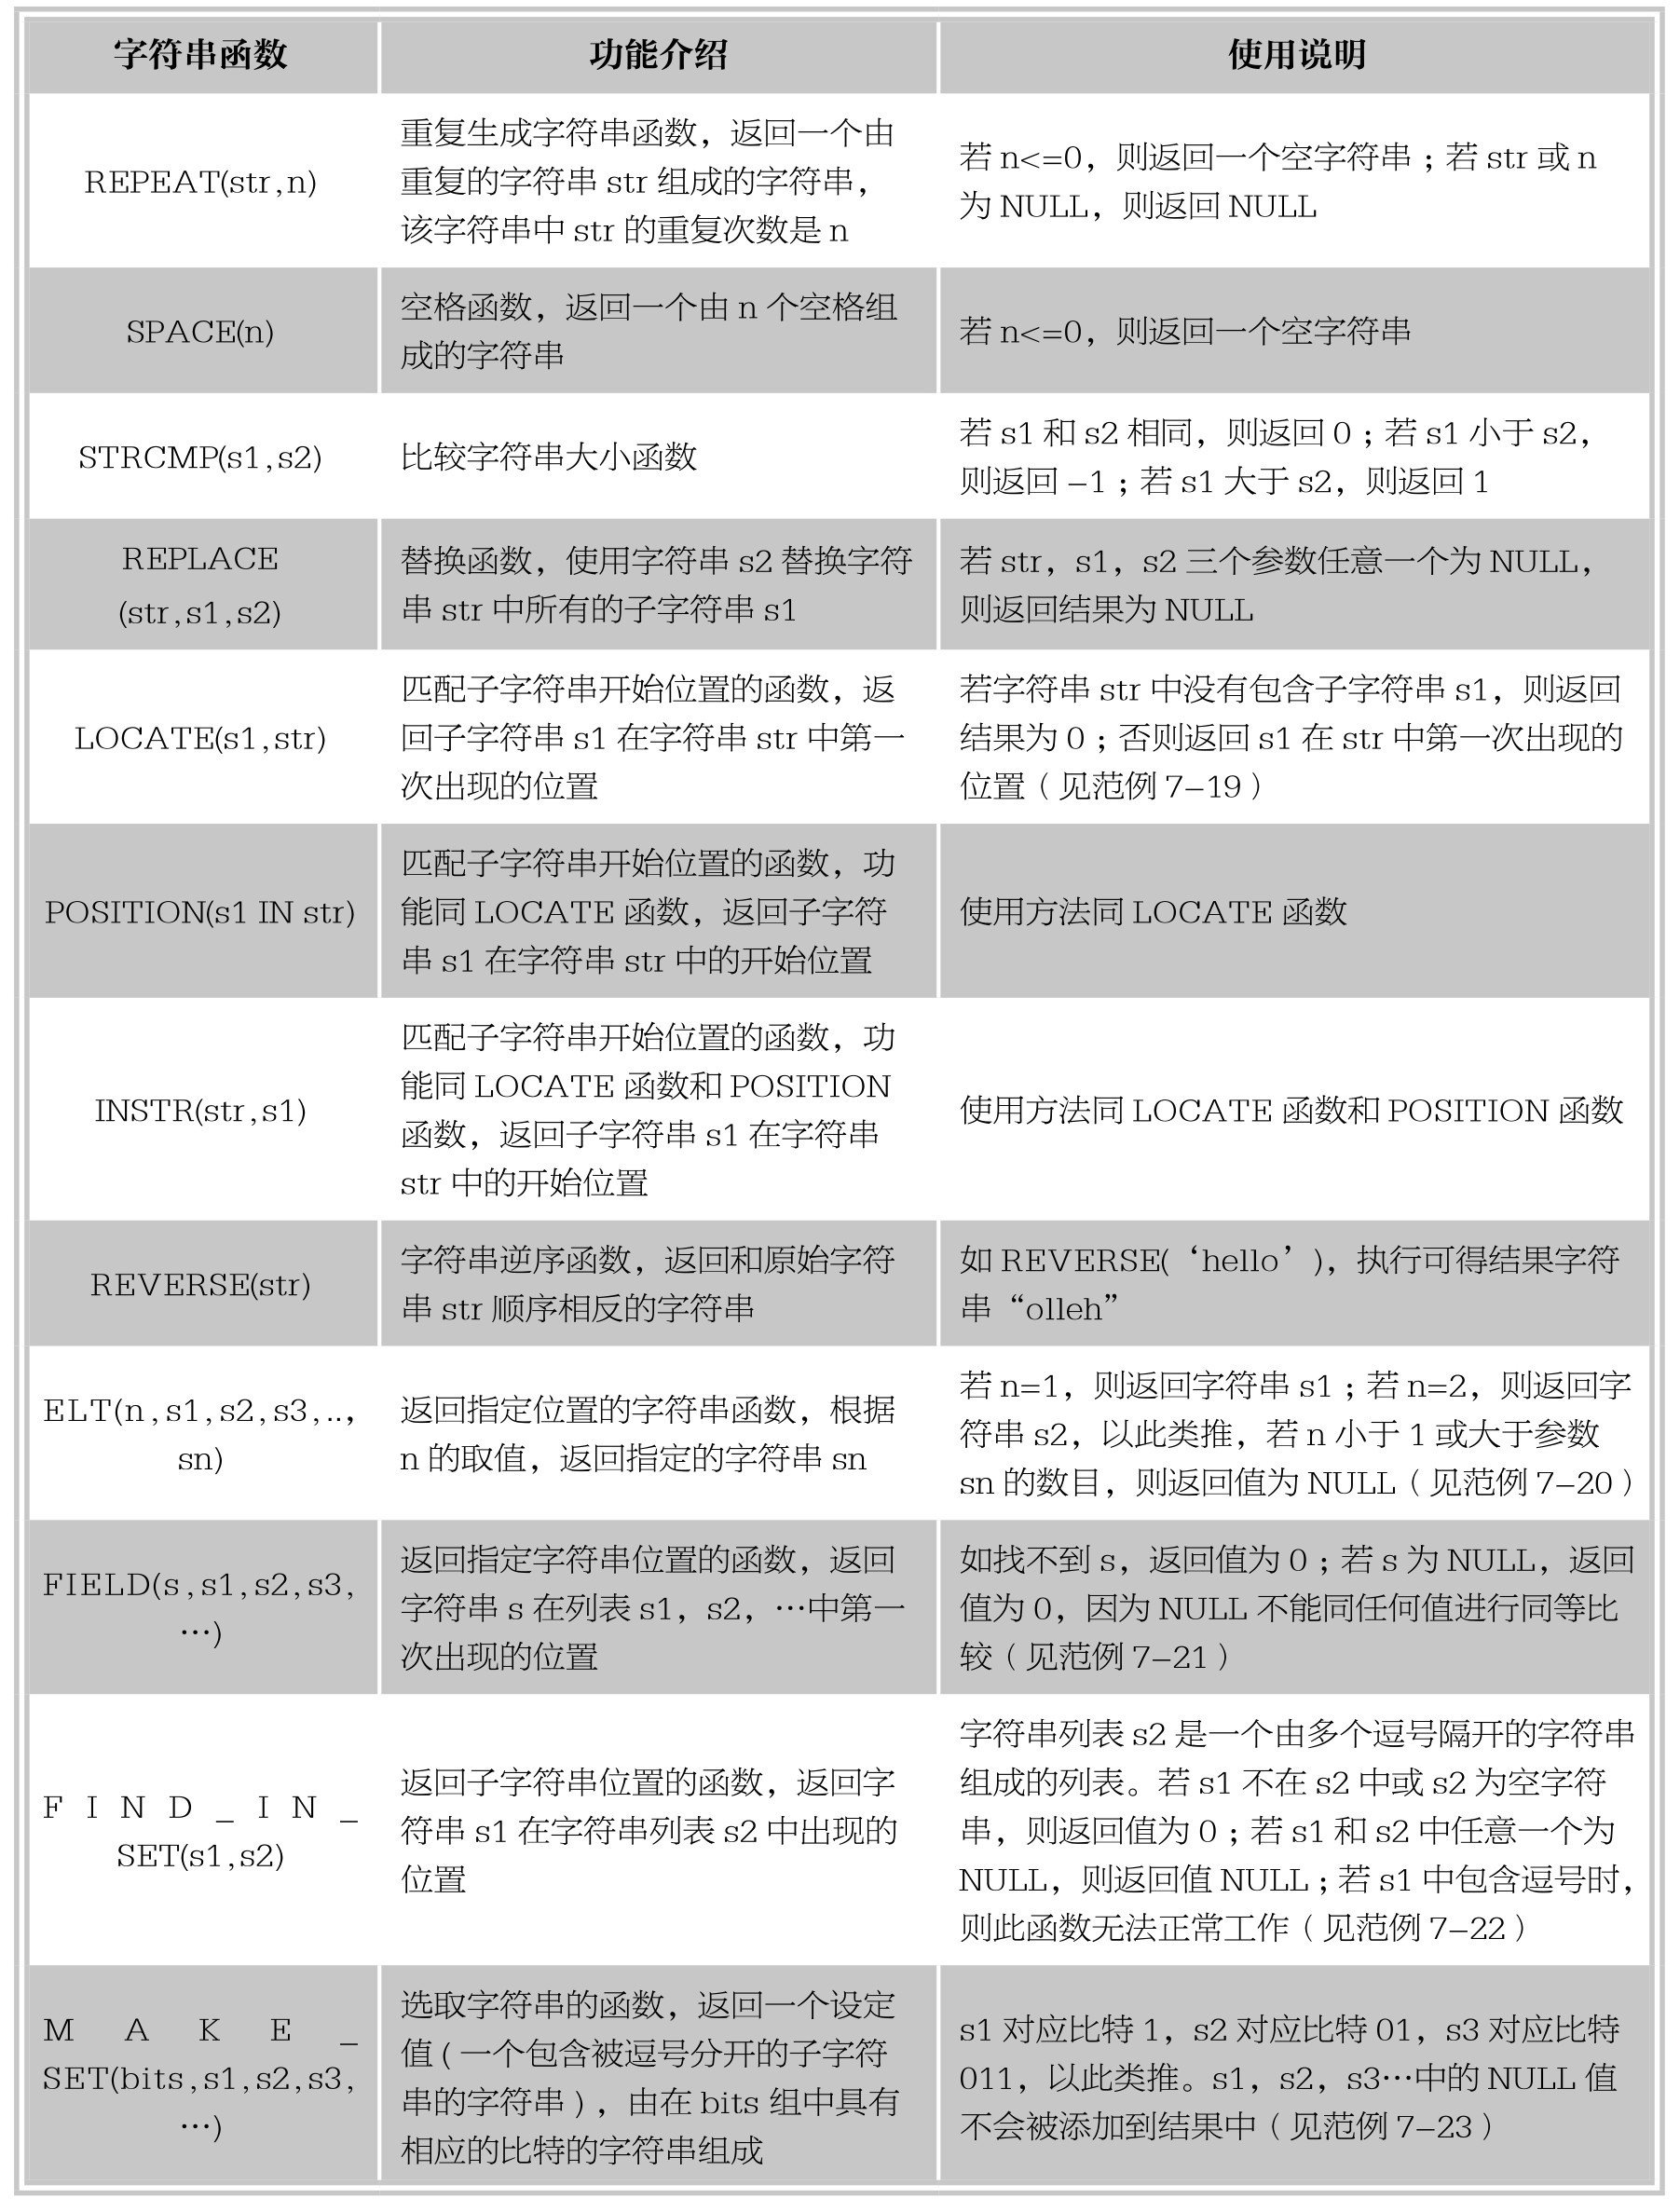 字符串函数 功能介绍 使用说明
REPEAT(str,n)
重复生成字符串函数，返回一个由
重复的字符串 str 组成的字符串，
该字符串中 str 的重复次数是 n
若 n<=0，则返回一个空字符串；若 str 或 n
为 NULL，则返回 NULL
SPACE(n)
空格函数，返回一个由 n 个空格组
成的字符串
若 n<=0，则返回一个空字符串
STRCMP(s1,s2)
比较字符串大小函数
若 s1 和 s2 相同，则返回 0；若 s1 小于 s2，
则返回 –1；若 s1 大于 s2，则返回 1
REPLACE
(str,s1,s2)
替换函数，使用字符串 s2 替换字符
串 str 中所有的子字符串 s1
若 str，s1，s2 三个参数任意一个为 NULL，
则返回结果为 NULL
LOCATE(s1,str)
匹配子字符串开始位置的函数，返
回子字符串 s1 在字符串 str 中第一
次出现的位置
若字符串 str 中没有包含子字符串 s1，则返回
结果为 0；否则返回 s1 在 str 中第一次出现的
位置（见范例 7–19）
POSITION(s1 IN str)
匹配子字符串开始位置的函数，功
能同 LOCATE 函数，返回子字符
串 s1 在字符串 str 中的开始位置
使用方法同 LOCATE 函数
INSTR(str,s1)
匹配子字符串开始位置的函数，功
能同 LOCATE 函数和 POSITION
函数，返回子字符串 s1 在字符串
str 中的开始位置
使用方法同 LOCATE 函数和 POSITION 函数
REVERSE(str)
字符串逆序函数，返回和原始字符
串 str 顺序相反的字符串
如 REVERSE(‘hello’)，执行可得结果字符
串“olleh”
ELT(n,s1,s2,s3,..,
sn)
返回指定位置的字符串函数，根据
n 的取值，返回指定的字符串 sn
若 n=1，则返回字符串 s1；若 n=2，则返回字
符串 s2，以此类推，若 n 小于 1 或大于参数
sn 的数目，则返回值为 NULL（见范例 7–20）
FIELD(s,s1,s2,s3,
…)
返回指定字符串位置的函数，返回
字符串 s 在列表 s1，s2，…中第一
次出现的位置
如找不到 s，返回值为 0；若 s 为 NULL，返回
值为 0，因为 NULL 不能同任何值进行同等比
较（见范例 7–21）
FIND_IN_
SET(s1,s2)
返回子字符串位置的函数，返回字
符串 s1 在字符串列表 s2 中出现的
位置
字符串列表 s2 是一个由多个逗号隔开的字符串
组成的列表。若 s1 不在 s2 中或 s2 为空字符
串，则返回值为 0；若 s1 和 s2 中任意一个为
NULL，则返回值 NULL；若 s1 中包含逗号时，
则此函数无法正常工作（见范例 7–22）
MAKE_
SET(bits,s1,s2,s3,
…)
选取字符串的函数，返回一个设定
值(一个包含被逗号分开的子字符
串的字符串)，由在 bits 组中具有
相应的比特的字符串组成
s1 对应比特 1，s2 对应比特 01，s3 对应比特
011，以此类推。s1，s2，s3…中的 NULL 值
不会被添加到结果中（见范例 7–23）